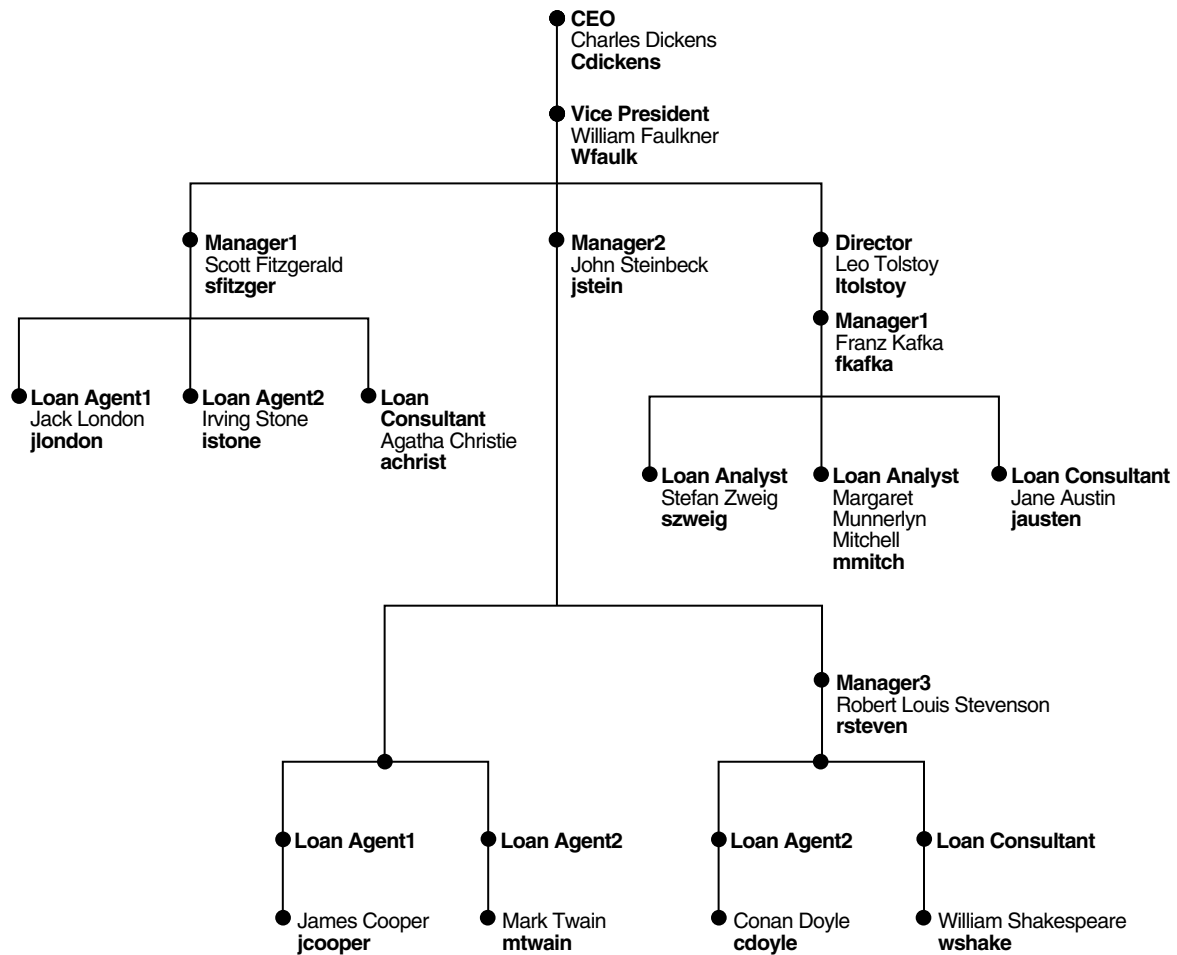 CEO
Charles Dickens
Cdickens
Vice President
William Faulkner
Wfaulk
Manager1
Scott Fitzgerald
sfitzger
Manager2
John Steinbeck
jstein
Director
Leo Tolstoy
ltolstoy
Manager1
Franz Kafka
fkafka
Loan Agent1
Jack London
jlondon
Loan Agent2
Irving Stone
istone
Loan
Consultant
Agatha Christie
achrist
Loan Analyst
Stefan Zweig
szweig
Loan Analyst
Margaret
Munnerlyn
Mitchell
mmitch
Loan Consultant
Jane Austin
jausten
Manager3
Robert Louis Stevenson
rsteven
Loan Agent1
James Cooper
jcooper
Loan Agent2
Mark Twain
mtwain
Loan Agent2
Conan Doyle
cdoyle
Loan Consultant
William Shakespeare
wshake